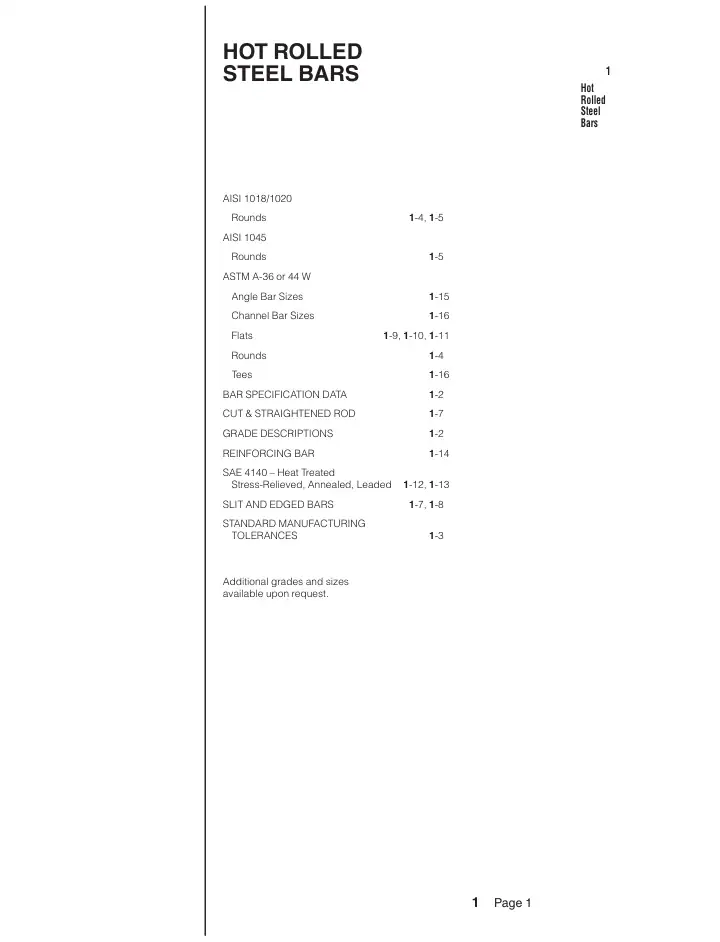 HOT ROLLED
STEEL BARS
1
Hot
Rolled
Steel
Bars
AISI 1018/1020
Rounds 1-4, 1-5
AISI 1045
Rounds 1-5
ASTM A-36 or 44 W
Angle Bar Sizes 1-15
Channel Bar Sizes 1-16
Flats 1-9, 1-10, 1-11
Rounds 1-4
Tees 1-16
BAR SPECIFICATION DATA 1-2
CUT & STRAIGHTENED ROD 1-7
GRADE DESCRIPTIONS 1-2
REINFORCING BAR 1-14
SAE 4140 – Heat Treated
Stress-Relieved, Annealed, Leaded 1-12, 1-13
SLIT AND EDGED BARS 1-7, 1-8
STANDARD MANUFACTURING
TOLERANCES 1-3
Additional grades and sizes
available upon request.
1 Page 1